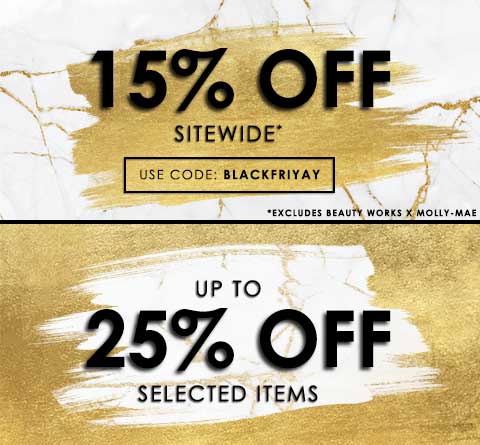 15% OFF
SITEWIDE*
USE CODE: BLACKFRIYAY
*EXCLUDES BEAUTY WORKS X MOLLY-MAE
UP TO
25% OFF
SELECTED ITEMS